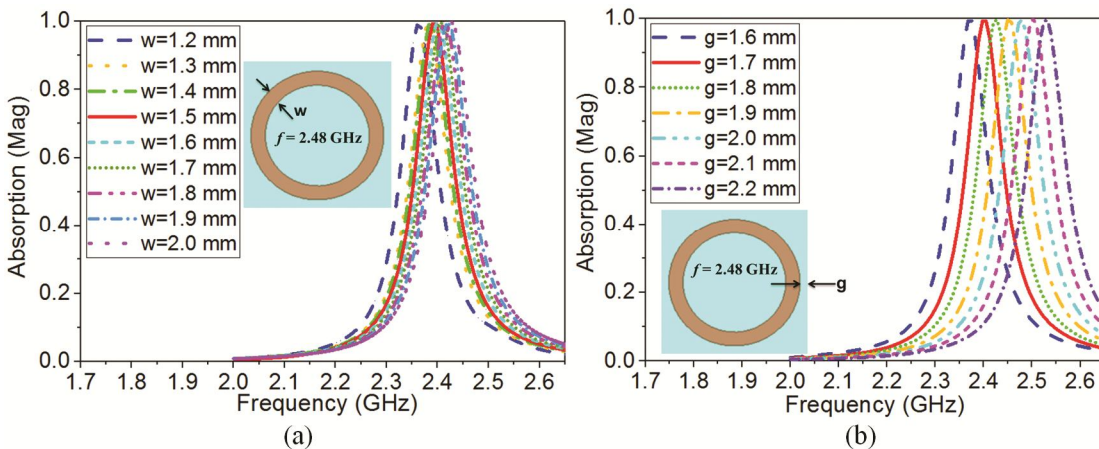 Absorption (Mag)
1.0
0.8
0.6
0.4
0.2
0.0
w=1.2 mm
w=1.3 mm
w=1.4 mm
w=1.5 mm
w=1.6 mm
w=1.7 mm
w=1.8 mm
w=1.9 mm
w=2.0 mm
w
f = 2.48 GHz
1.7 1.8 1.9 2.0 2.1 2.2 2.3 2.4 2.5 2.6
Frequency (GHz)
(a)
Absorption (Mag)
1.0
0.8
0.6
0.4
0.2
0.0
g=1.6 mm
g=1.7 mm
g=1.8 mm
g=1.9 mm
g=2.0 mm
g=2.1 mm
g=2.2 mm
f = 2.48 GHz
g
1.7 1.8 1.9 2.0 2.1 2.2 2.3 2.4 2.5 2.6
Frequency (GHz)
(b)